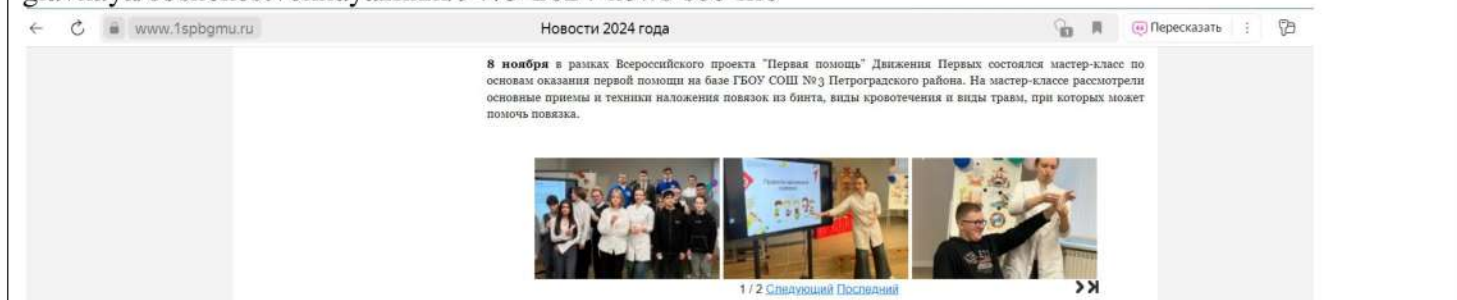 www.1spbgmu.ru
Новости 2024 года
Пересказать
8 ноября в рамках Всероссийского проекта "Первая помощь" Движения Первых состоялся мастер-класс по
основам оказания первой помощи на базе ГБОУ СОШ №3 Петроградского района. На мастер-классе рассмотрели
основные приемы и техники наложения повязок из бинта, виды кровотечения и виды травм, при которых может
помочь повязка.
1 / 2 Следующий Последний